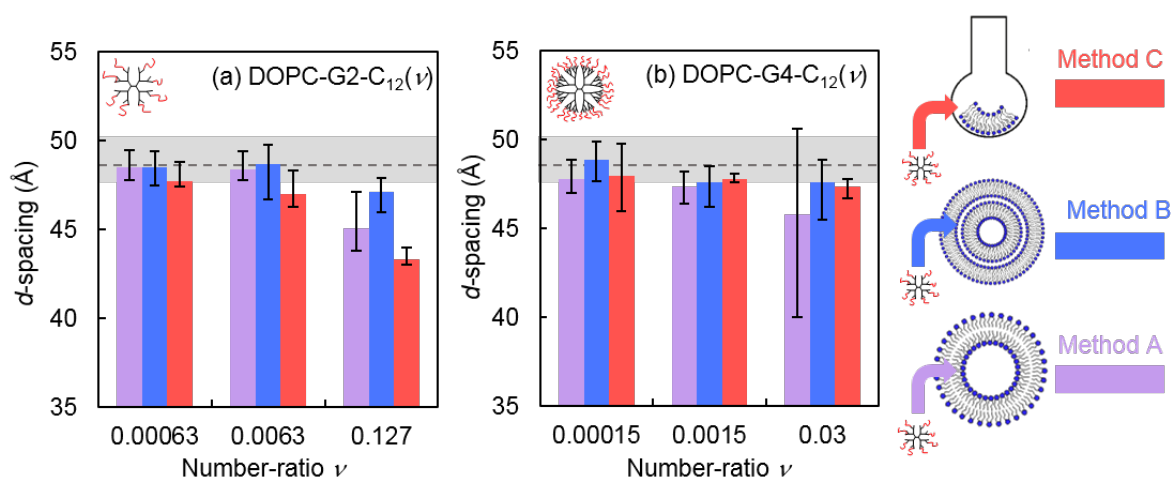 55
50
45
40
35
d-spacing (Å)
(a) DOPC-G2-C₁₂(ν)
0.00063 0.0063 0.127
Number-ratio ν
55
50
45
40
35
d-spacing (Å)
(b) DOPC-G4-C₁₂(ν)
0.00015 0.0015 0.03
Number-ratio ν
Method C
Method B
Method A